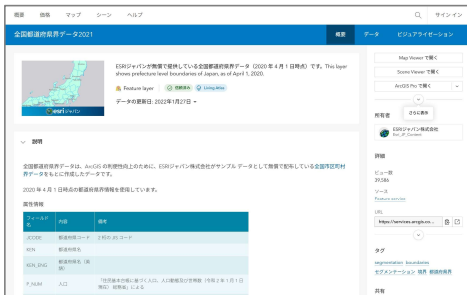 概要 価格 マップ シーン ヘルプ
サイン イン
全国都道府県界データ2021
概要 データ ビジュアライゼーション
ESRIジャパンが無償で提供している全国都道府県界データ（2020 年 4 月 1 日時点）です。This layer
shows prefecture level boundaries of Japan, as of April 1, 2020.
Feature layer 信頼済み Living Atlas
データの更新日: 2022年1月27日
esri ジャパン
説明
全国都道府県界データは、ArcGIS の利便性向上のために、ESRIジャパン株式会社がサンプル データとして無償で配布している全国市区町村
界データをもとに作成したデータです。
2020 年 4 月 1 日時点の都道府県界情報を使用しています。
属性情報
フィールド
名
内容 備考
JCODE 都道府県コード 2 桁の JIS コード
KEN 都道府県名
KEN_ENG 都道府県名（英
語）
P_NUM 人口 「住民基本台帳に基づく人口、人口動態及び世帯数（令和 2 年 1 月 1 日
現在） 総務省」による
Map Viewer で開く
Scene Viewer で開く
ArcGIS Pro で開く
さらに表示
所有者
ESRIジャパン株式会社
Esri_JP_Content
詳細
ビュー数
39,586
ソース
Feature service
URL
https://services.arcgis.co...
タグ
segmentation boundaries
セグメンテーション 境界 都道府県界
共有